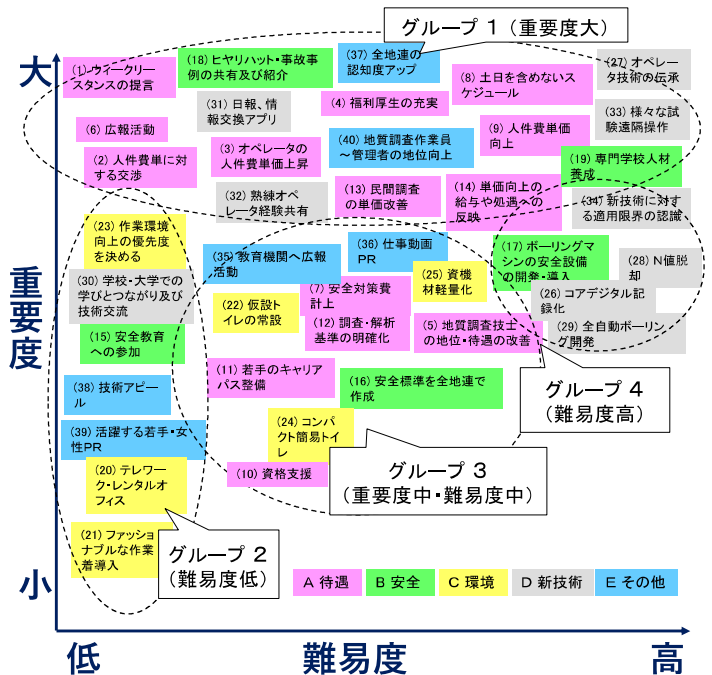 グループ 1 (重要度大)
大
(1) ウィークリー
スタンスの提言
(18) ヒヤリハット・事故事
例の共有及び紹介
(37) 全地連の
認知度アップ
(8) 土日を含めないス
ケジュール
(27) オペレー
タ技術の伝承
(31) 日報、情
報交換アプリ
(4) 福利厚生の充実
(33) 様々な試
験遠隔操作
(6) 広報活動
(2) 人件費単に対
する交渉
(3) オペレータの
人件費単価上昇
(40) 地質調査作業員
～管理者の地位向上
(9) 人件費単価
向上
(19) 専門学校人材
養成
(32) 熟練オペ
レータ経験共有
(13) 民間調査
の単価改善
(14) 単価向上の
給与や処遇への
反映
(34) 新技術に対す
る適用限界の認識
(23) 作業環境
向上の優先度
を決める
(35) 教育機関へ広報
活動
(36) 仕事動画
PR
(17) ボーリングマ
シンの安全設備
の開発・導入
(28) N値脱
却
(30) 学校・大学での
学びとつながり及び
技術交流
(22) 仮設ト
イレの常設
(7) 安全対策費
計上
(25) 資機
材軽量化
(26) コアデジタル記
録化
(15) 安全教育
への参加
(12) 調査・解析
基準の明確化
(5) 地質調査技士
の地位・待遇の改善
(29) 全自動ボーリン
グ開発
重要度
(11) 若手のキャリア
パス整備
(16) 安全標準を全地連で
作成
グループ 4
(難易度高)
(38) 技術アピ
ール
(39) 活躍する若手・女
性PR
(24) コンパ
クト簡易トイ
レ
(10) 資格支援
グループ 3
(重要度中・難易度中)
(20) テレワー
ク・レンタルオ
フィス
(21) ファッショ
ナブルな作業
着導入
グループ 2
(難易度低)
小
A 待遇
B 安全
C 環境
D 新技術
E その他
低
難易度
高